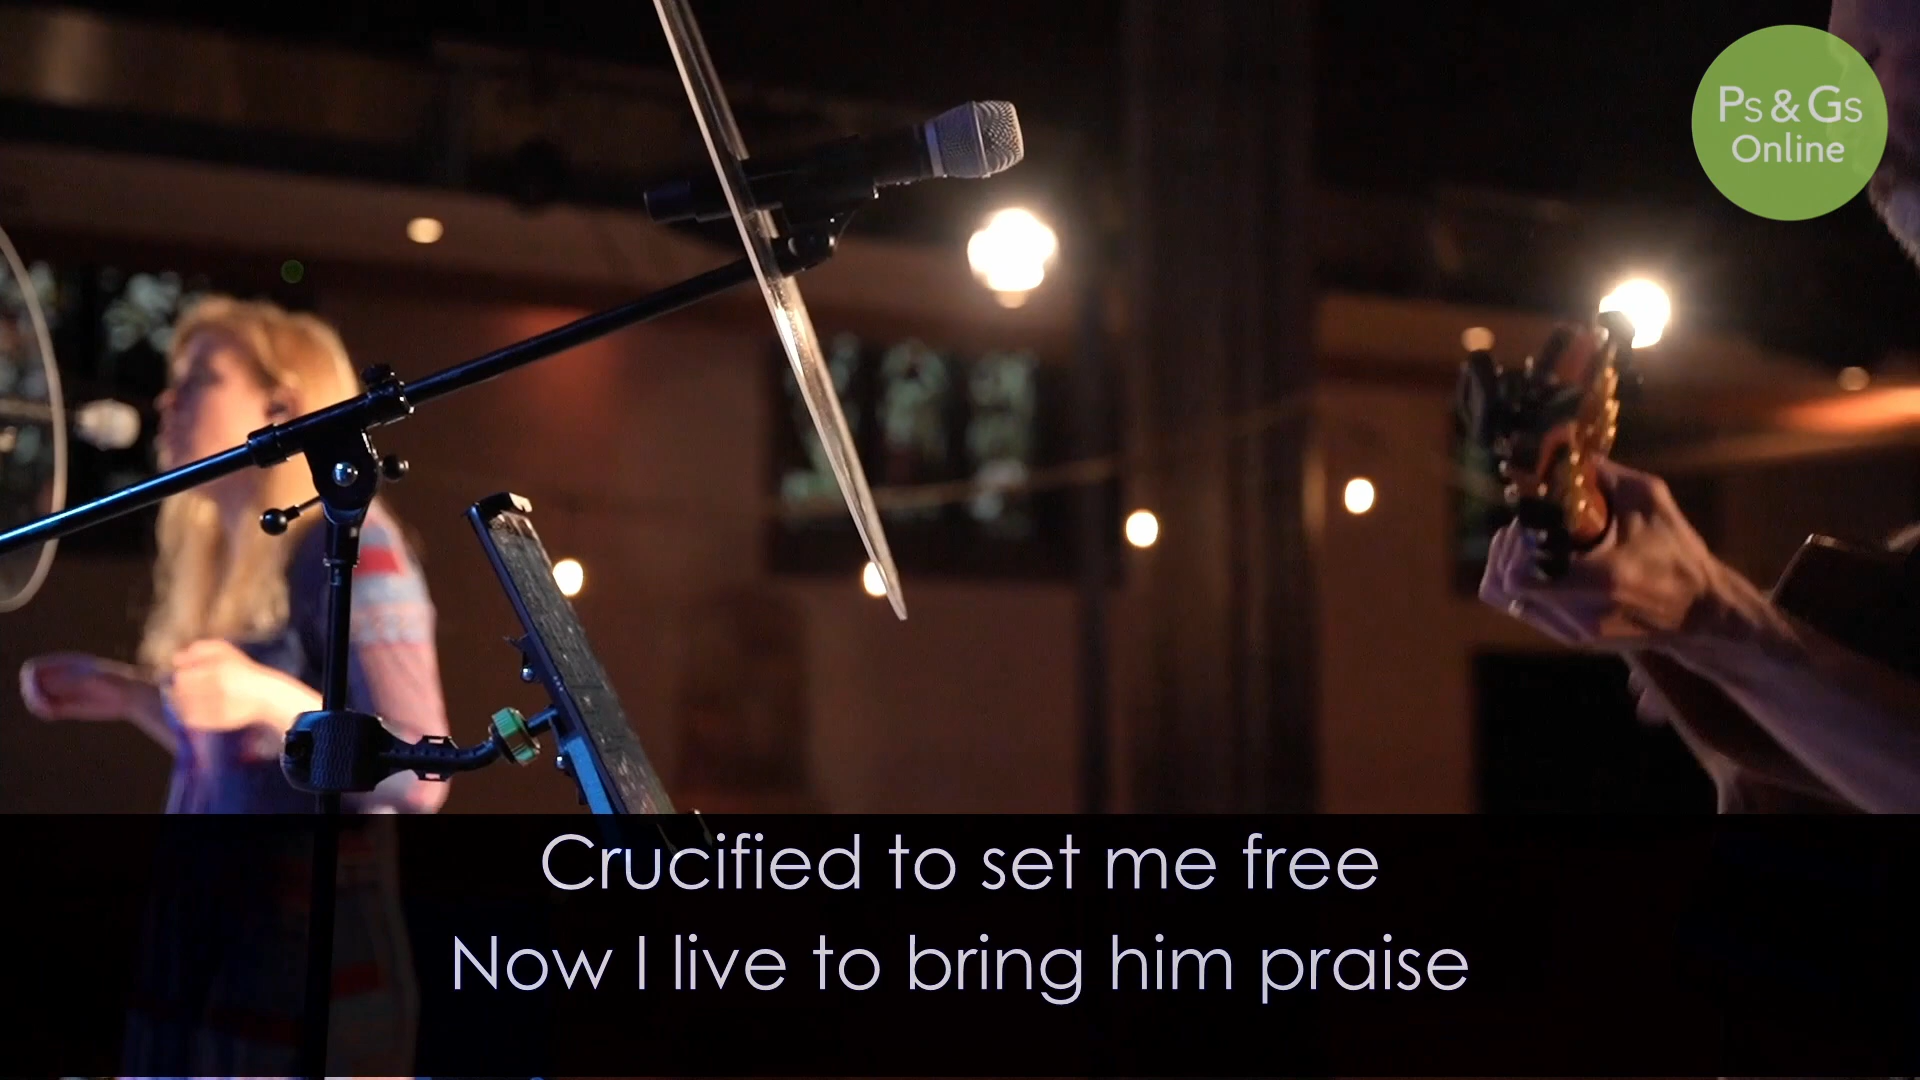 Ps & Gs
Online
Crucified to set me free
Now I live to bring him praise